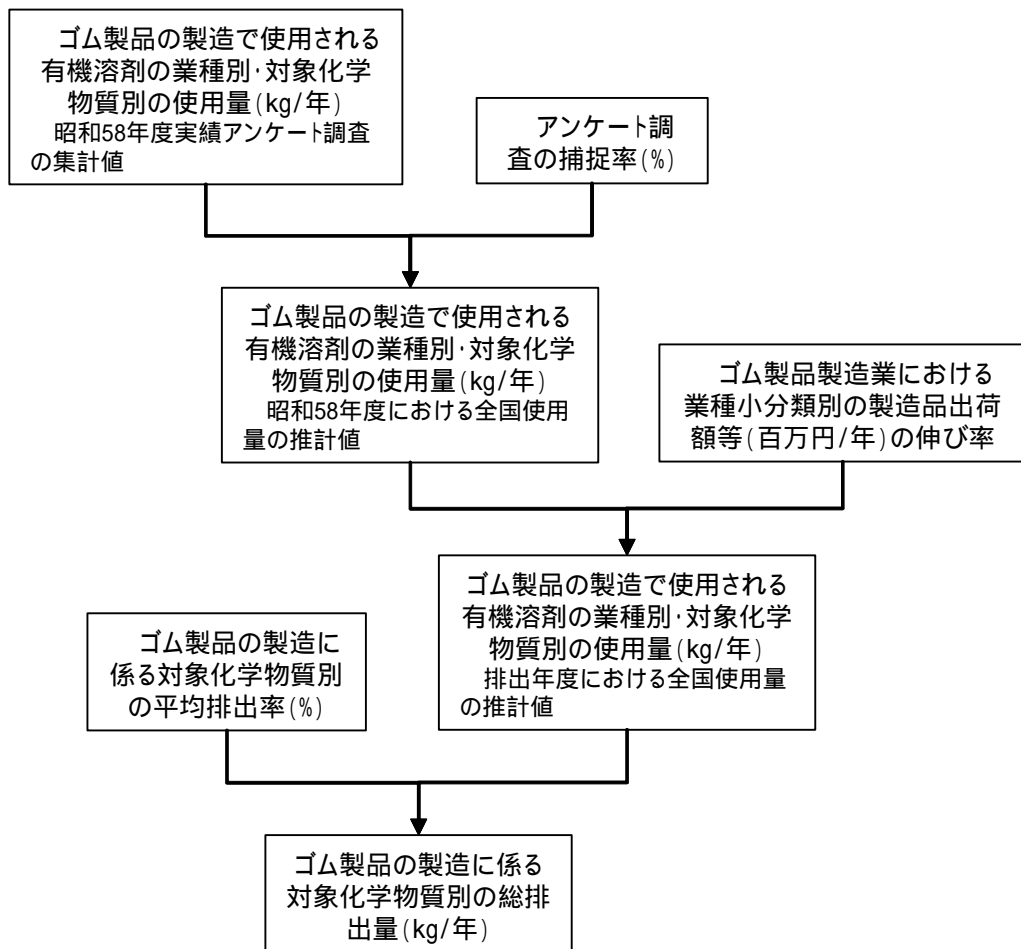 ゴム製品の製造で使用される
有機溶剤の業種別・対象化学
物質別の使用量(kg/年)
昭和58年度実績アンケート調査
の集計値
アンケート調
査の捕捉率(%)
ゴム製品の製造で使用される
有機溶剤の業種別・対象化学
物質別の使用量(kg/年)
昭和58年度における全国使用
量の推計値
ゴム製品製造業における
業種小分類別の製造品出荷
額等(百万円/年)の伸び率
ゴム製品の製造で使用される
有機溶剤の業種別・対象化学
物質別の使用量(kg/年)
排出年度における全国使用量
の推計値
ゴム製品の製造に
係る対象化学物質別
の平均排出率(%)
ゴム製品の製造に係る
対象化学物質別の総排
出量(kg/年)